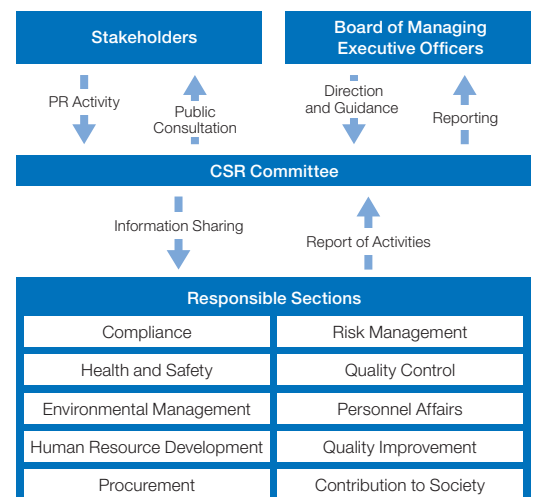 Stakeholders
Board of Managing
Executive Officers
PR Activity
Public
Consultation
Direction
and Guidance
Reporting
CSR Committee
Information Sharing
Report of Activities
Responsible Sections
Compliance
Risk Management
Health and Safety
Quality Control
Environmental Management
Personnel Affairs
Human Resource Development
Quality Improvement
Procurement
Contribution to Society